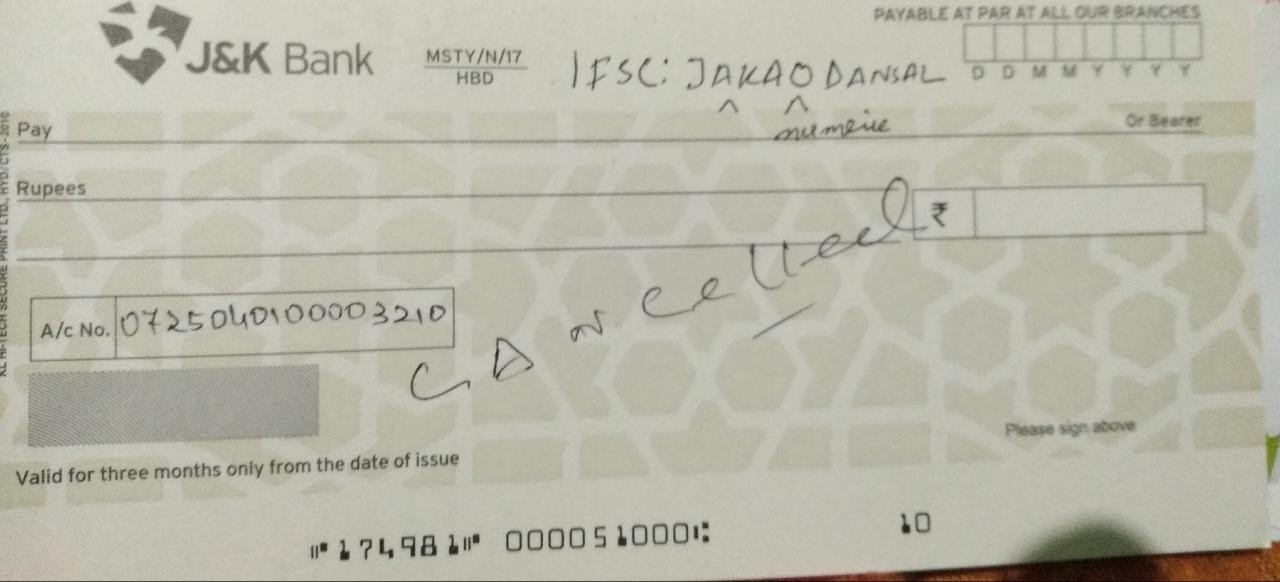 PAYABLE AT PAR AT ALL OUR BRANCHES
J&K Bank
MSTY/N/17
HBD
IFSC: JAKA0DANSAL
D D M M Y Y Y Y
numeric
Pay
Or Bearer
Rupees
₹
A/c No. 0725040100003210
Cancelled
Please sign above
Valid for three months only from the date of issue
⑈174981⑈ 000051000⑆ 10
KL HI-TECH SECURE PRINT LTD., HYD/CTS - 2010